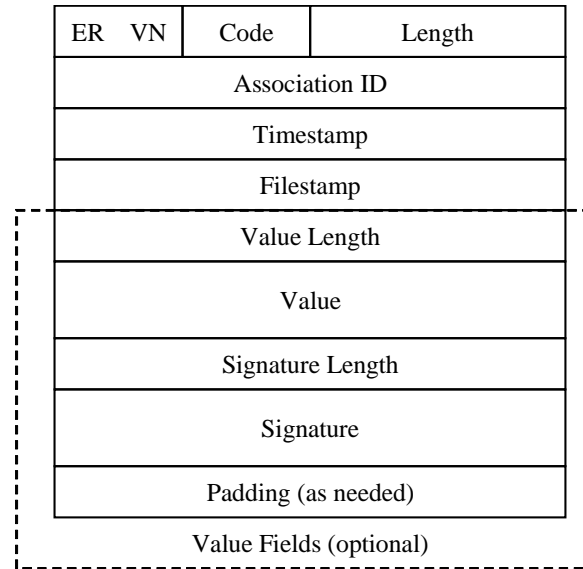 ER VN Code Length
Association ID
Timestamp
Filestamp
Value Length
Value
Signature Length
Signature
Padding (as needed)
Value Fields (optional)